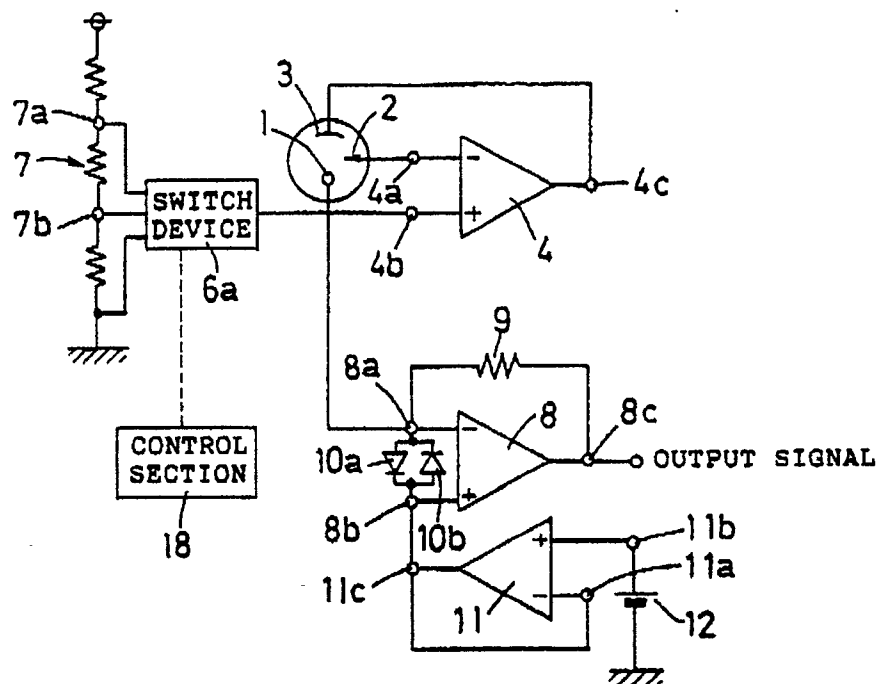 3
2
1
7a
7
7b
SWITCH
DEVICE
6a
4a
4b
-
+
4
4c
9
8a
8
8c
-
+
OUTPUT SIGNAL
CONTROL
SECTION
18
10a
10b
8b
11c
11
+
-
11b
11a
12